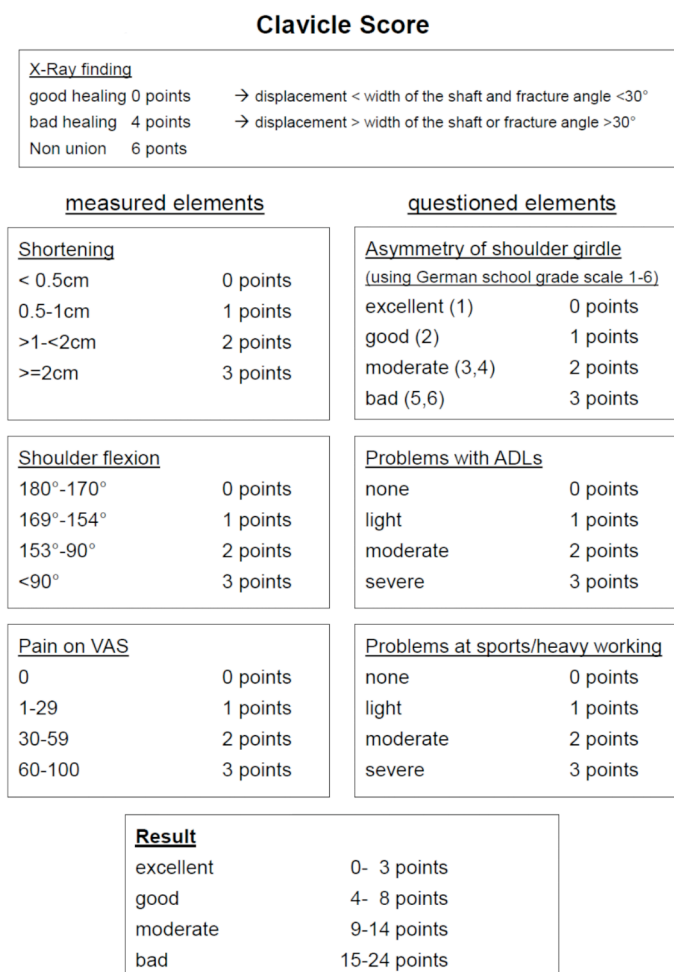 Clavicle Score
X-Ray finding
good healing 0 points → displacement < width of the shaft and fracture angle <30°
bad healing 4 points → displacement > width of the shaft or fracture angle >30°
Non union 6 ponts
measured elements
Shortening
< 0.5cm 0 points
0.5-1cm 1 points
>1-<2cm 2 points
>=2cm 3 points
Shoulder flexion
180°-170° 0 points
169°-154° 1 points
153°-90° 2 points
<90° 3 points
Pain on VAS
0 0 points
1-29 1 points
30-59 2 points
60-100 3 points
questioned elements
Asymmetry of shoulder girdle
(using German school grade scale 1-6)
excellent (1) 0 points
good (2) 1 points
moderate (3,4) 2 points
bad (5,6) 3 points
Problems with ADLs
none 0 points
light 1 points
moderate 2 points
severe 3 points
Problems at sports/heavy working
none 0 points
light 1 points
moderate 2 points
severe 3 points
Result
excellent 0- 3 points
good 4- 8 points
moderate 9-14 points
bad 15-24 points